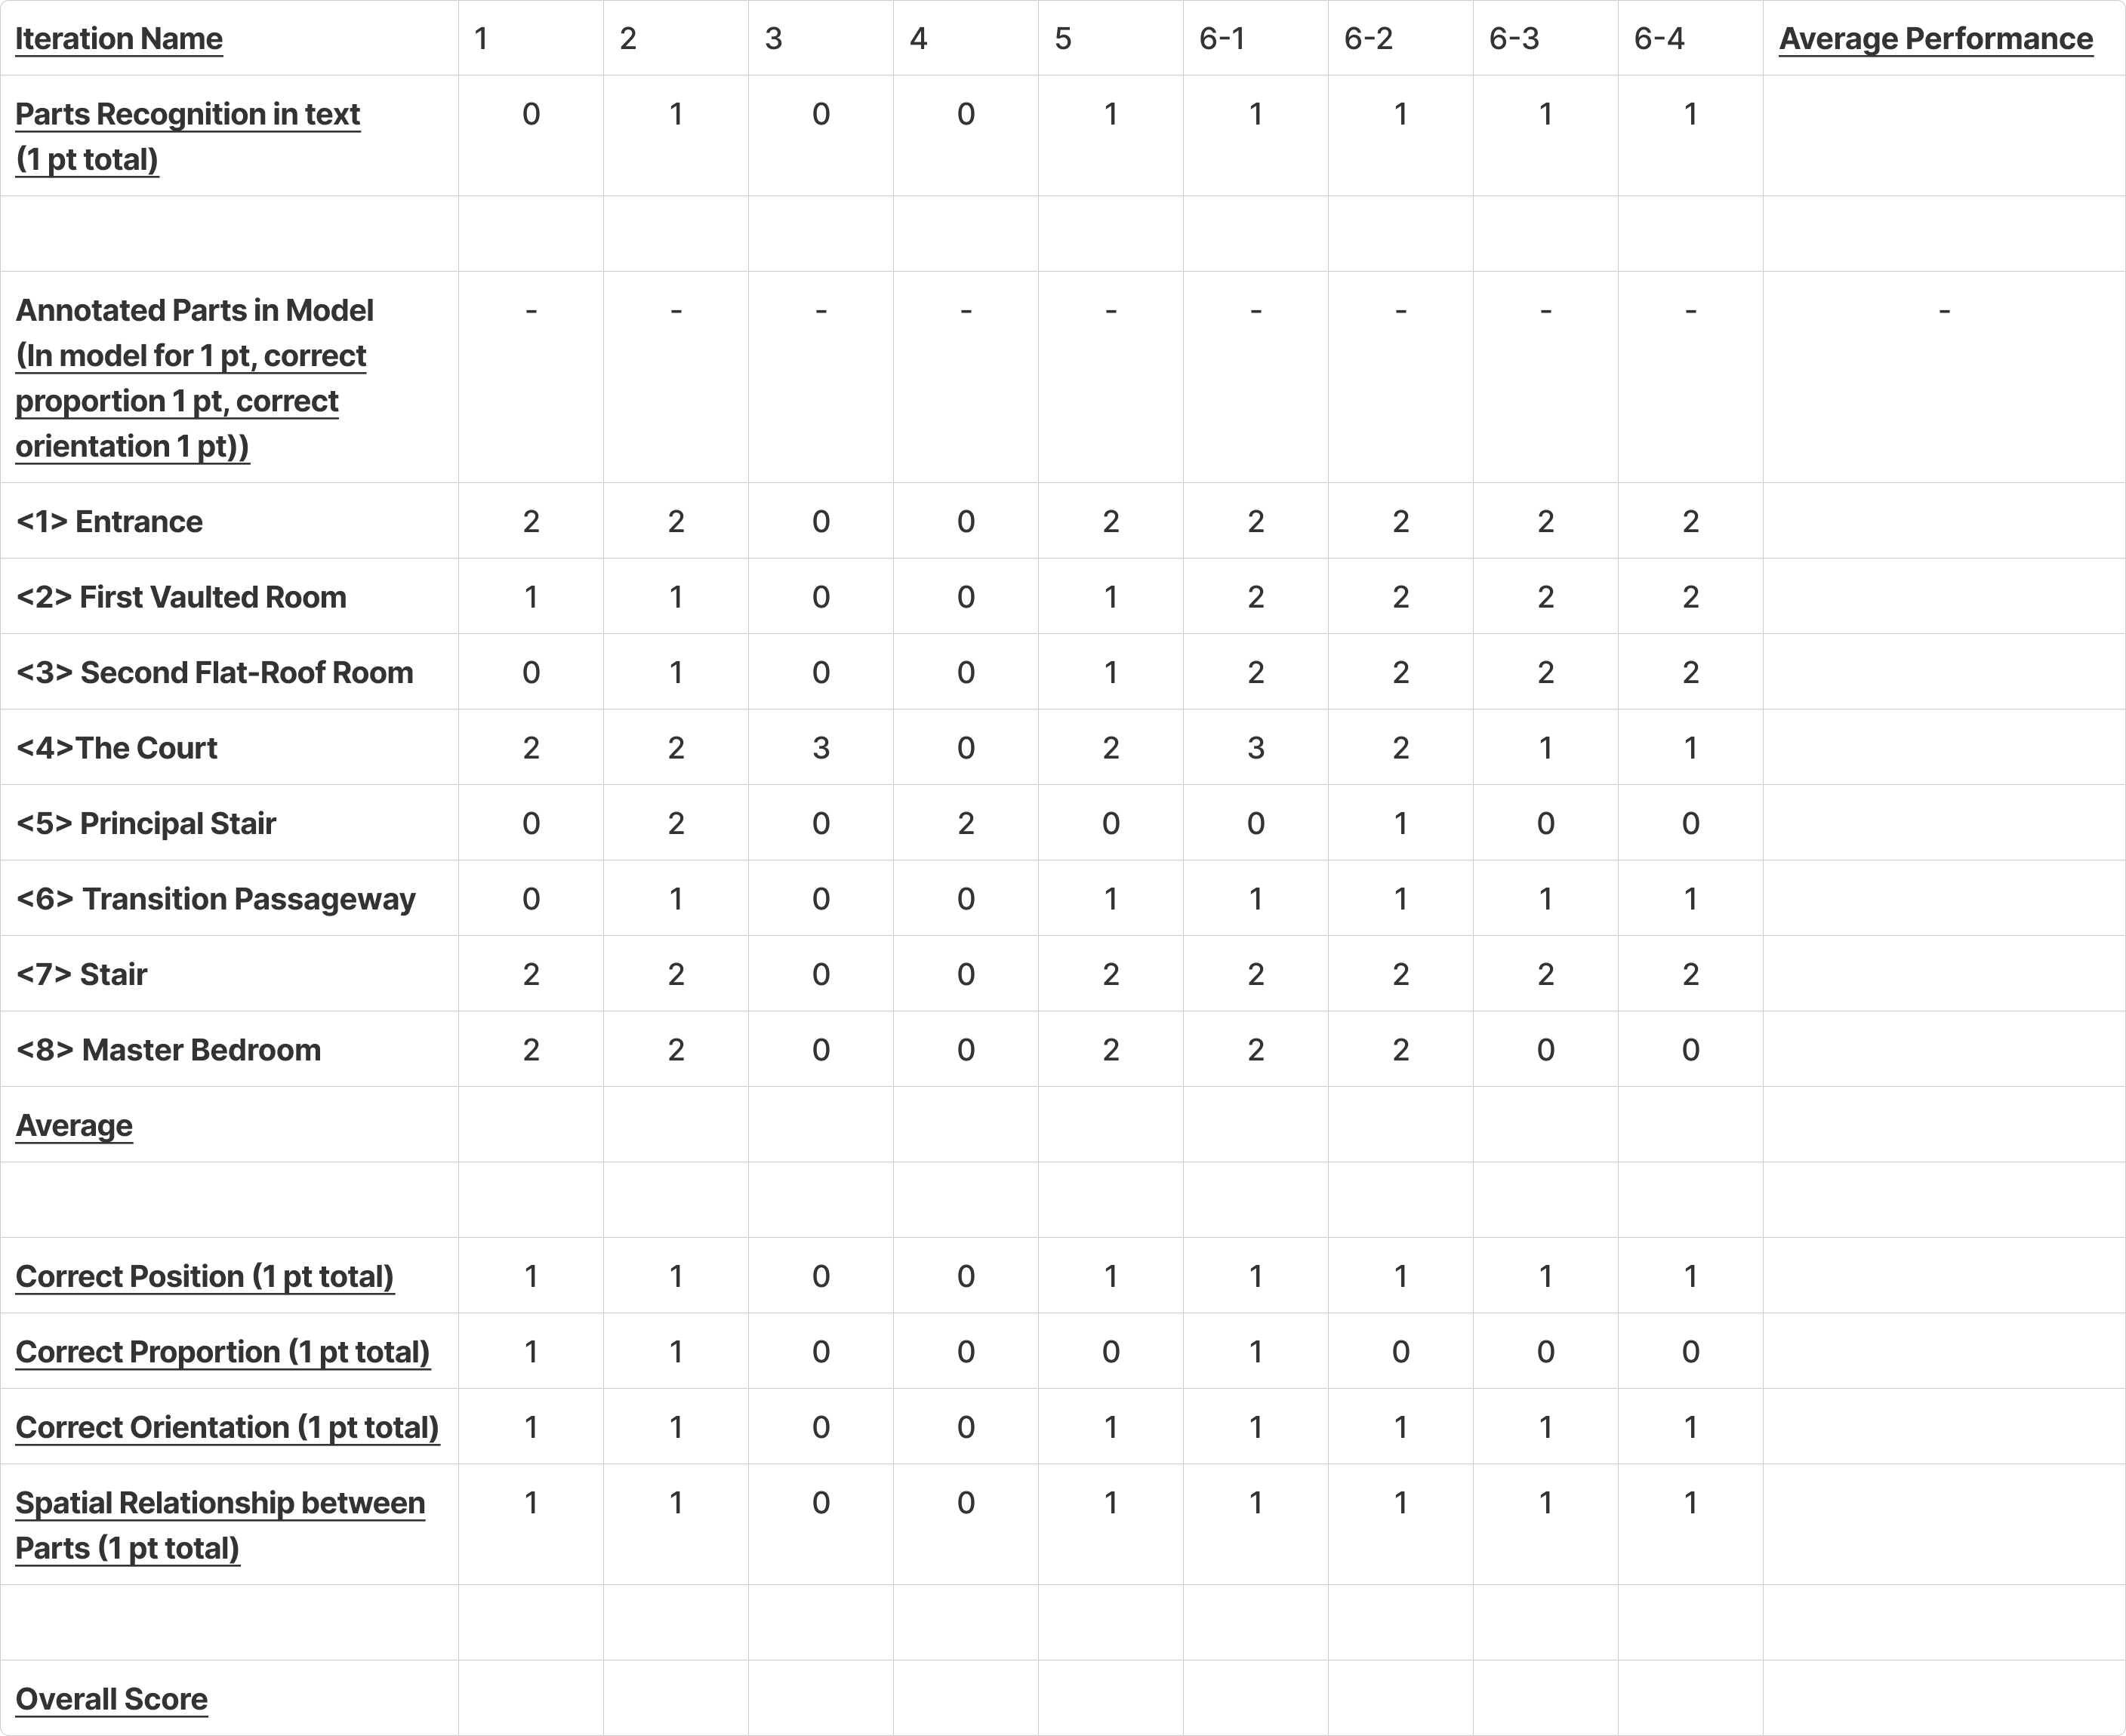 Iteration Name 1 2 3 4 5 6-1 6-2 6-3 6-4 Average Performance
Parts Recognition in text 0 1 0 0 1 1 1 1 1
(1 pt total)
Annotated Parts in Model - - - - - - - - - -
(In model for 1 pt, correct
proportion 1 pt, correct
orientation 1 pt))
<1> Entrance 2 2 0 0 2 2 2 2 2
<2> First Vaulted Room 1 1 0 0 1 2 2 2 2
<3> Second Flat-Roof Room 0 1 0 0 1 2 2 2 2
<4>The Court 2 2 3 0 2 3 2 1 1
<5> Principal Stair 0 2 0 2 0 0 1 0 0
<6> Transition Passageway 0 1 0 0 1 1 1 1 1
<7> Stair 2 2 0 0 2 2 2 2 2
<8> Master Bedroom 2 2 0 0 2 2 2 0 0
Average
Correct Position (1 pt total) 1 1 0 0 1 1 1 1 1
Correct Proportion (1 pt total) 1 1 0 0 0 1 0 0 0
Correct Orientation (1 pt total) 1 1 0 0 1 1 1 1 1
Spatial Relationship between 1 1 0 0 1 1 1 1 1
Parts (1 pt total)
Overall Score